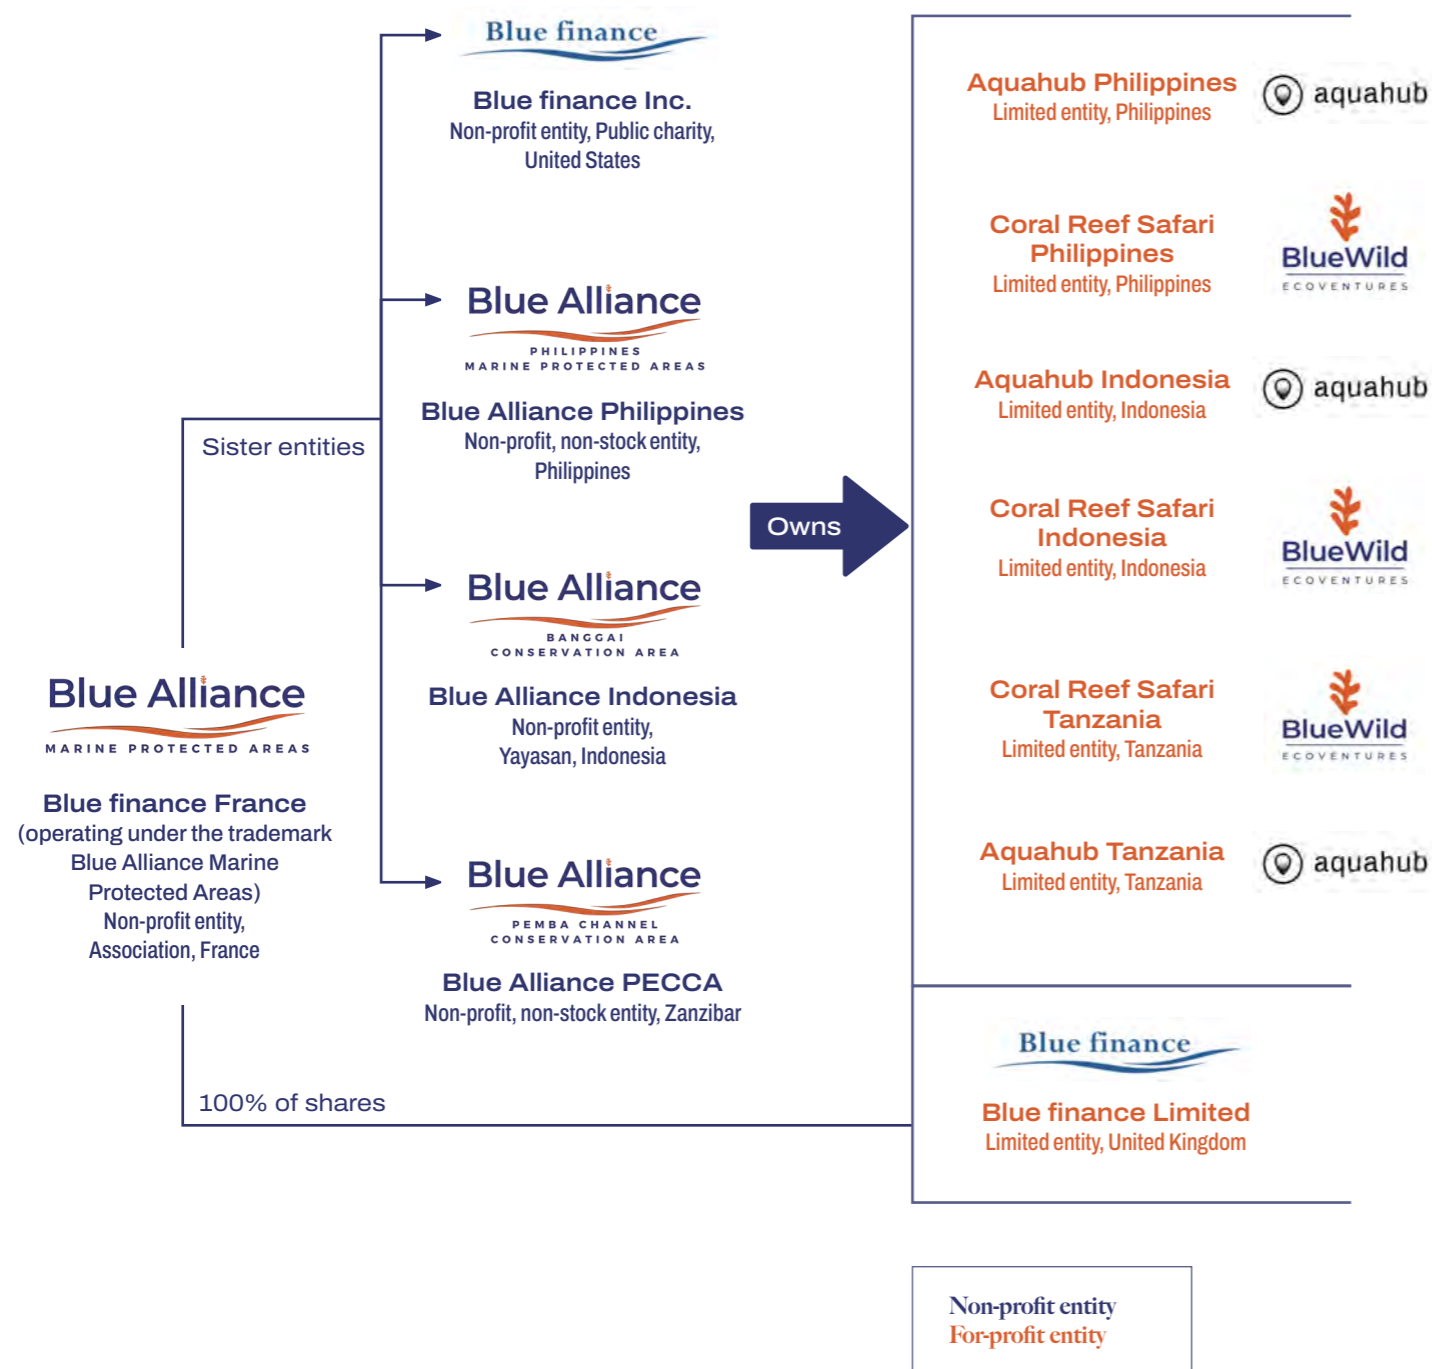 Blue finance
Blue finance Inc.
Non-profit entity, Public charity,
United States
Blue Alliance
PHILIPPINES
MARINE PROTECTED AREAS
Blue Alliance Philippines
Non-profit, non-stock entity,
Philippines
Sister entities
Blue Alliance
BANGGAI
CONSERVATION AREA
Blue Alliance Indonesia
Non-profit entity,
Yayasan, Indonesia
Blue Alliance
MARINE PROTECTED AREAS
Blue finance France
(operating under the trademark
Blue Alliance Marine
Protected Areas)
Non-profit entity,
Association, France
Blue Alliance
PEMBA CHANNEL
CONSERVATION AREA
Blue Alliance PECCA
Non-profit, non-stock entity, Zanzibar
100% of shares
Owns
Aquahub Philippines
Limited entity, Philippines
aquahub
Coral Reef Safari
Philippines
Limited entity, Philippines
BlueWild
ECOVENTURES
Aquahub Indonesia
Limited entity, Indonesia
aquahub
Coral Reef Safari
Indonesia
Limited entity, Indonesia
BlueWild
ECOVENTURES
Coral Reef Safari
Tanzania
Limited entity, Tanzania
BlueWild
ECOVENTURES
Aquahub Tanzania
Limited entity, Tanzania
aquahub
Blue finance
Blue finance Limited
Limited entity, United Kingdom
Non-profit entity
For-profit entity